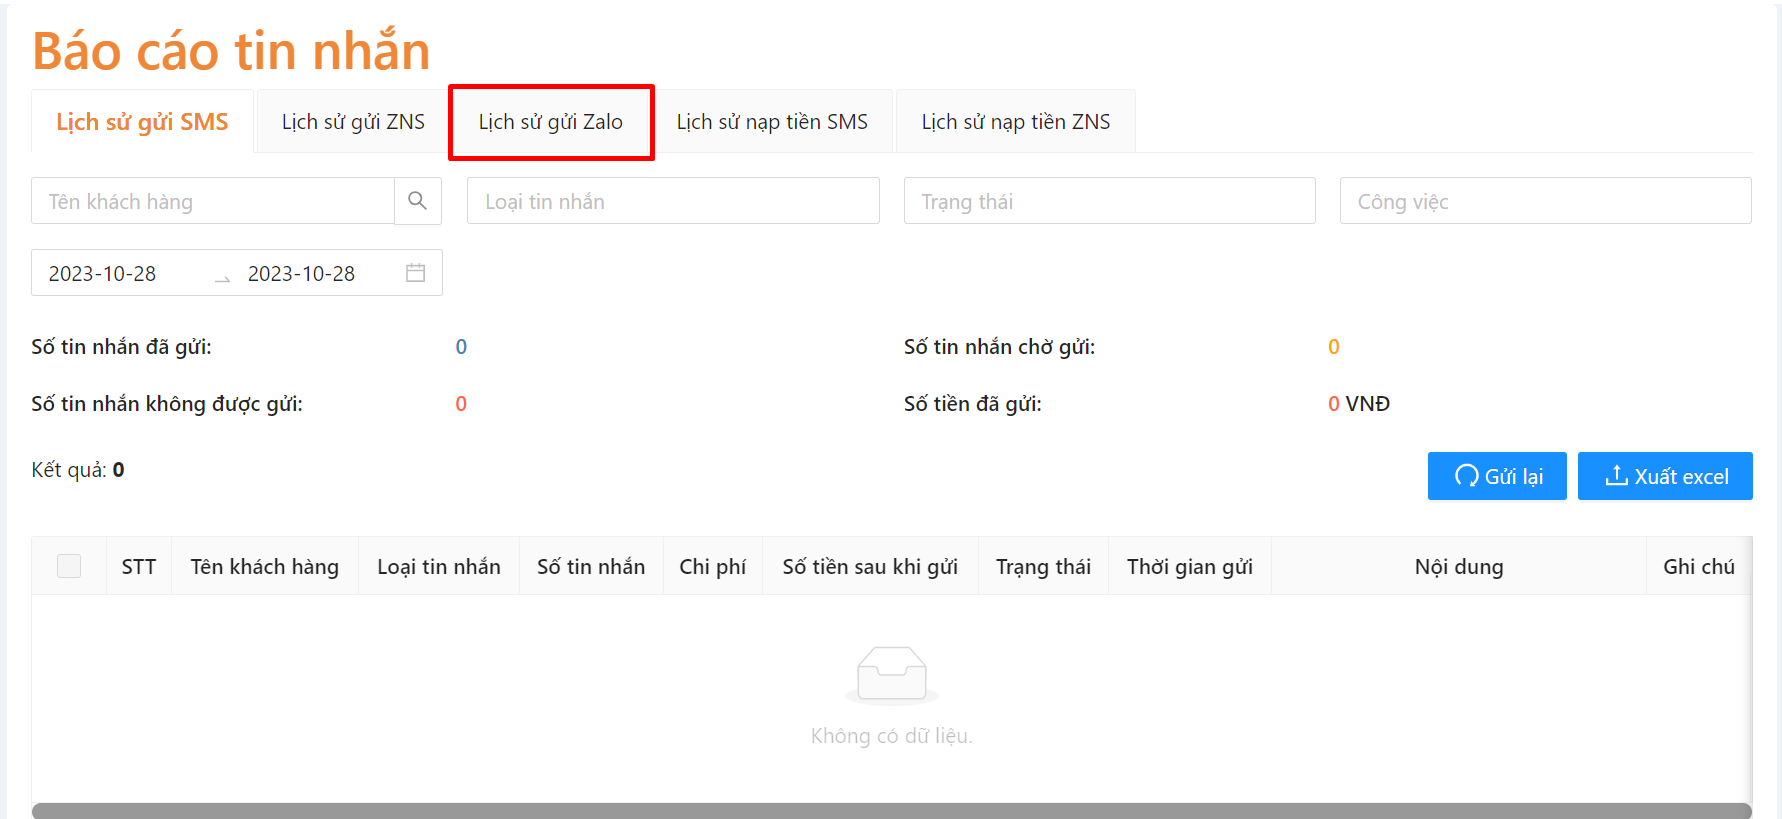 Báo cáo tin nhắn
Lịch sử gửi SMS Lịch sử gửi ZNS Lịch sử gửi Zalo Lịch sử nạp tiền SMS Lịch sử nạp tiền ZNS
Tên khách hàng Loại tin nhắn Trạng thái Công việc
2023-10-28 2023-10-28
Số tin nhắn đã gửi: 0 Số tin nhắn chờ gửi: 0
Số tin nhắn không được gửi: 0 Số tiền đã gửi: 0 VNĐ
Kết quả: 0 Gửi lại Xuất excel
STT Tên khách hàng Loại tin nhắn Số tin nhắn Chi phí Số tiền sau khi gửi Trạng thái Thời gian gửi Nội dung Ghi chú
Không có dữ liệu.